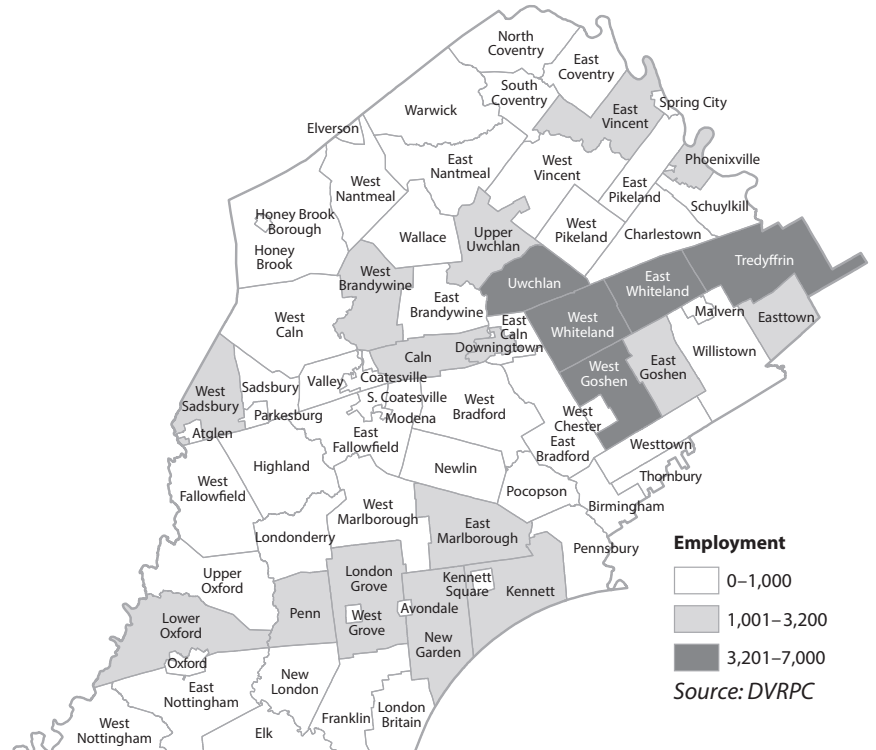 North
Coventry
East
Coventry
South
Coventry
Warwick
East
Vincent
Spring City
Elverson
East
Nantmeal
West
Vincent
Phoenixville
West
Nantmeal
East
Pikeland
Schuylkill
Honey Brook
Borough
Honey
Brook
Wallace
Upper
Uwchlan
West
Pikeland
Charlestown
Tredyffrin
West
Brandywine
Uwchlan
East
Whiteland
East
Brandywine
West
Caln
East
Caln
West
Whiteland
Malvern
Easttown
Downingtown
Caln
Willistown
West
Goshen
East
Goshen
West
Sadsbury
Sadsbury
Valley
Coatesville
S. Coatesville
West
Bradford
Parkesburg
Modena
West
Chester
Atglen
East
Fallowfield
East
Bradford
Westtown
Highland
Newlin
Thornbury
West
Fallowfield
Pocopson
Birmingham
West
Marlborough
East
Marlborough
Londonderry
Pennsbury
Upper
Oxford
London
Grove
Kennett
Square
Kennett
Penn
Avondale
West
Grove
Lower
Oxford
New
Garden
Oxford
East
Nottingham
New
London
London
Britain
Franklin
West
Nottingham
Elk
Employment
0–1,000
1,001–3,200
3,201–7,000
Source: DVRPC